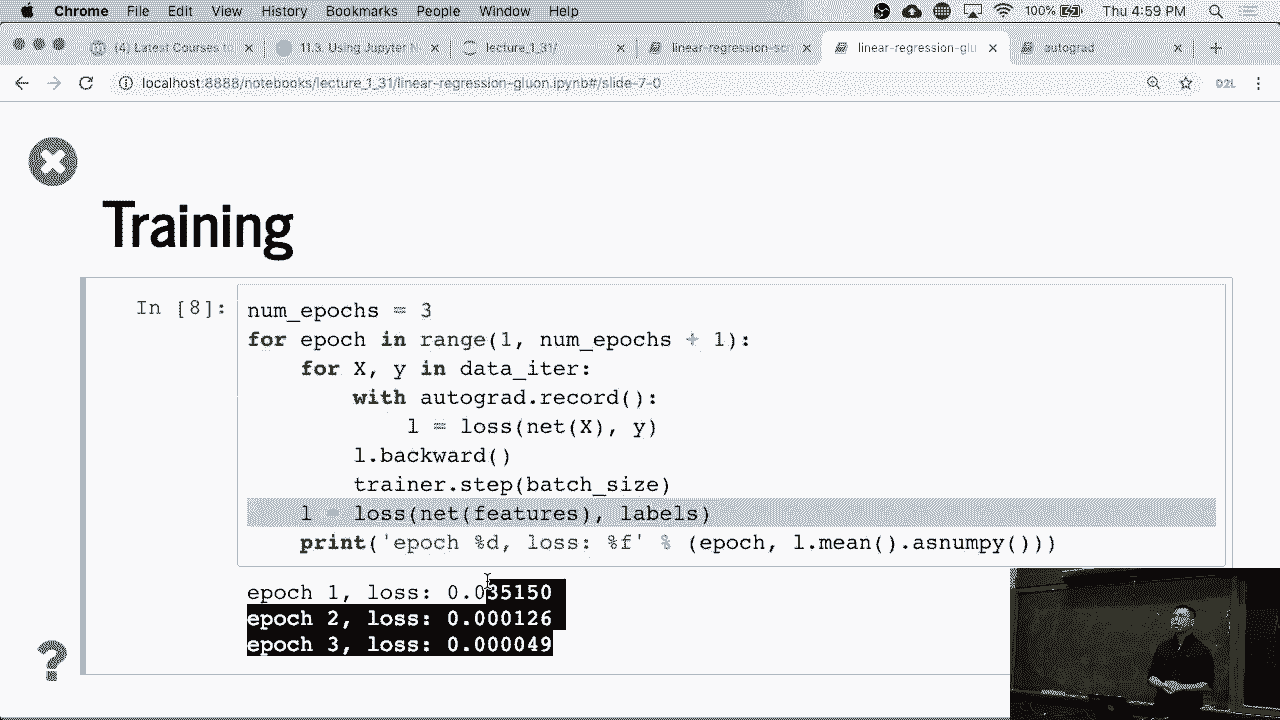 Chrome File Edit View History Bookmarks People Window Help 100% Thu 4:59 PM
(4) Latest Courses to
11.3. Using Jupyter N
lecture_1_31/
linear-regression-sc
linear-regression-glu
autograd
localhost:8888/notebooks/lecture_1_31/linear-regression-gluon.ipynb#/slide-7-0
D2L
Training
In [8]:
num_epochs = 3
for epoch in range(1, num_epochs + 1):
for X, y in data_iter:
with autograd.record():
l = loss(net(X), y)
l.backward()
trainer.step(batch_size)
l = loss(net(features), labels)
print('epoch %d, loss: %f' % (epoch, l.mean().asnumpy()))
epoch 1, loss: 0.035150
epoch 2, loss: 0.000126
epoch 3, loss: 0.000049
?